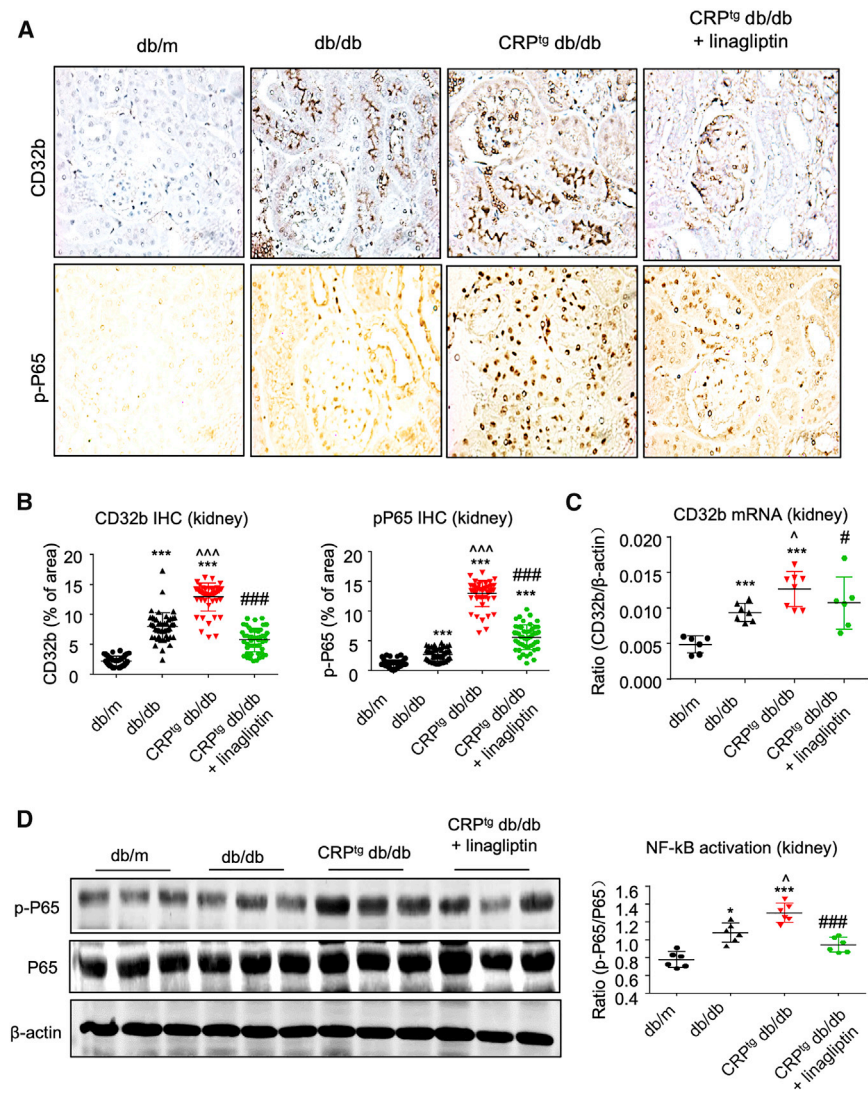 A
db/m
db/db
CRPtg db/db
CRPtg db/db
+ linagliptin
CD32b
p-P65
B
CD32b IHC (kidney)
CD32b (% of area)
20
15
10
5
0
***
^^^
***
###
db/m
db/db
CRPtg db/db
CRPtg db/db
+ linagliptin
pP65 IHC (kidney)
p-P65 (% of area)
20
15
10
5
0
***
^^^
***
###
***
db/m
db/db
CRPtg db/db
CRPtg db/db
+ linagliptin
C
CD32b mRNA (kidney)
Ratio (CD32b/β-actin)
0.020
0.015
0.010
0.005
0.000
***
^
***
#
db/m
db/db
CRPtg db/db
CRPtg db/db
+ linagliptin
D
db/m
db/db
CRPtg db/db
CRPtg db/db
+ linagliptin
p-P65
P65
β-actin
NF-kB activation (kidney)
Ratio (p-P65/P65)
1.6
1.4
1.2
1.0
0.8
0.6
0.4
*
^
***
###
db/m
db/db
CRPtg db/db
CRPtg db/db
+ linagliptin